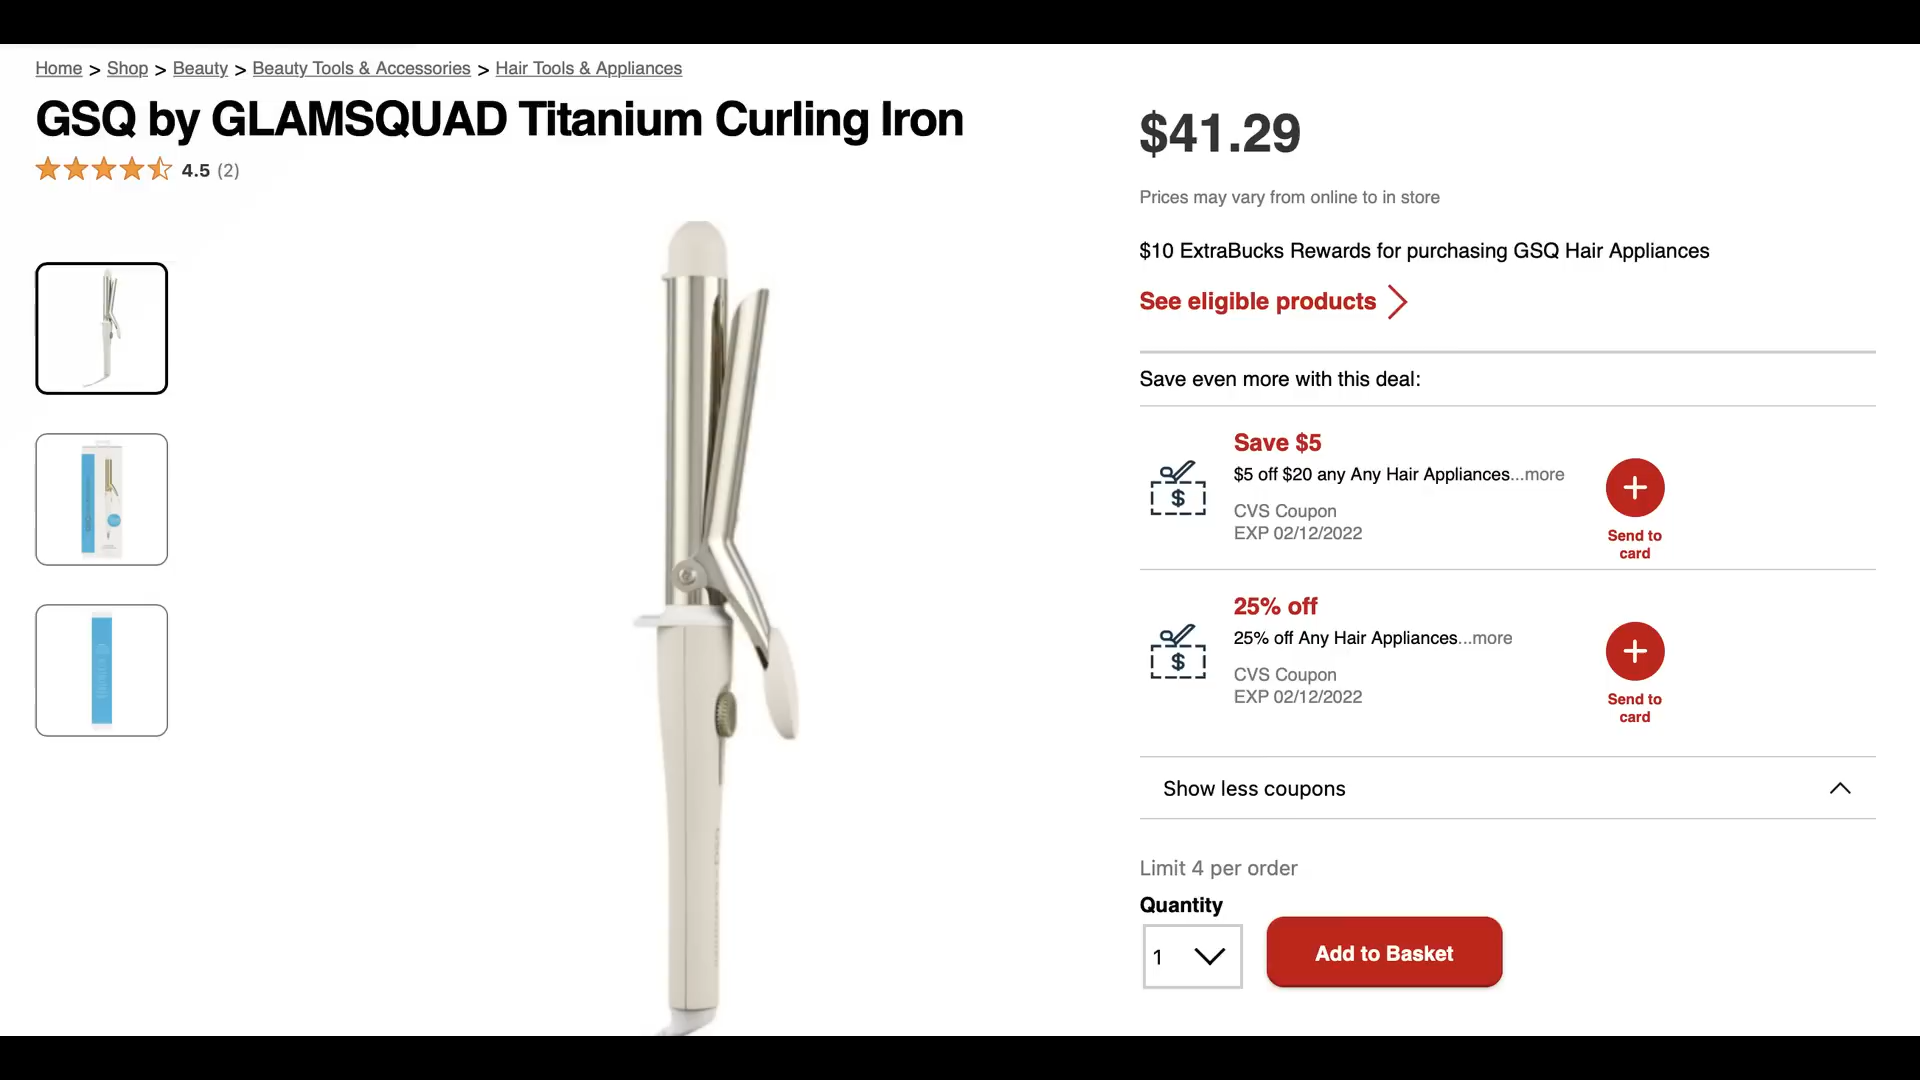 Home > Shop > Beauty > Beauty Tools & Accessories > Hair Tools & Appliances
GSQ by GLAMSQUAD Titanium Curling Iron
4.5 (2)
$41.29
Prices may vary from online to in store
$10 ExtraBucks Rewards for purchasing GSQ Hair Appliances
See eligible products
Save even more with this deal:
Save $5
$5 off $20 any Any Hair Appliances...more
CVS Coupon
EXP 02/12/2022
Send to
card
25% off
25% off Any Hair Appliances...more
CVS Coupon
EXP 02/12/2022
Send to
card
Show less coupons
Limit 4 per order
Quantity
1
Add to Basket